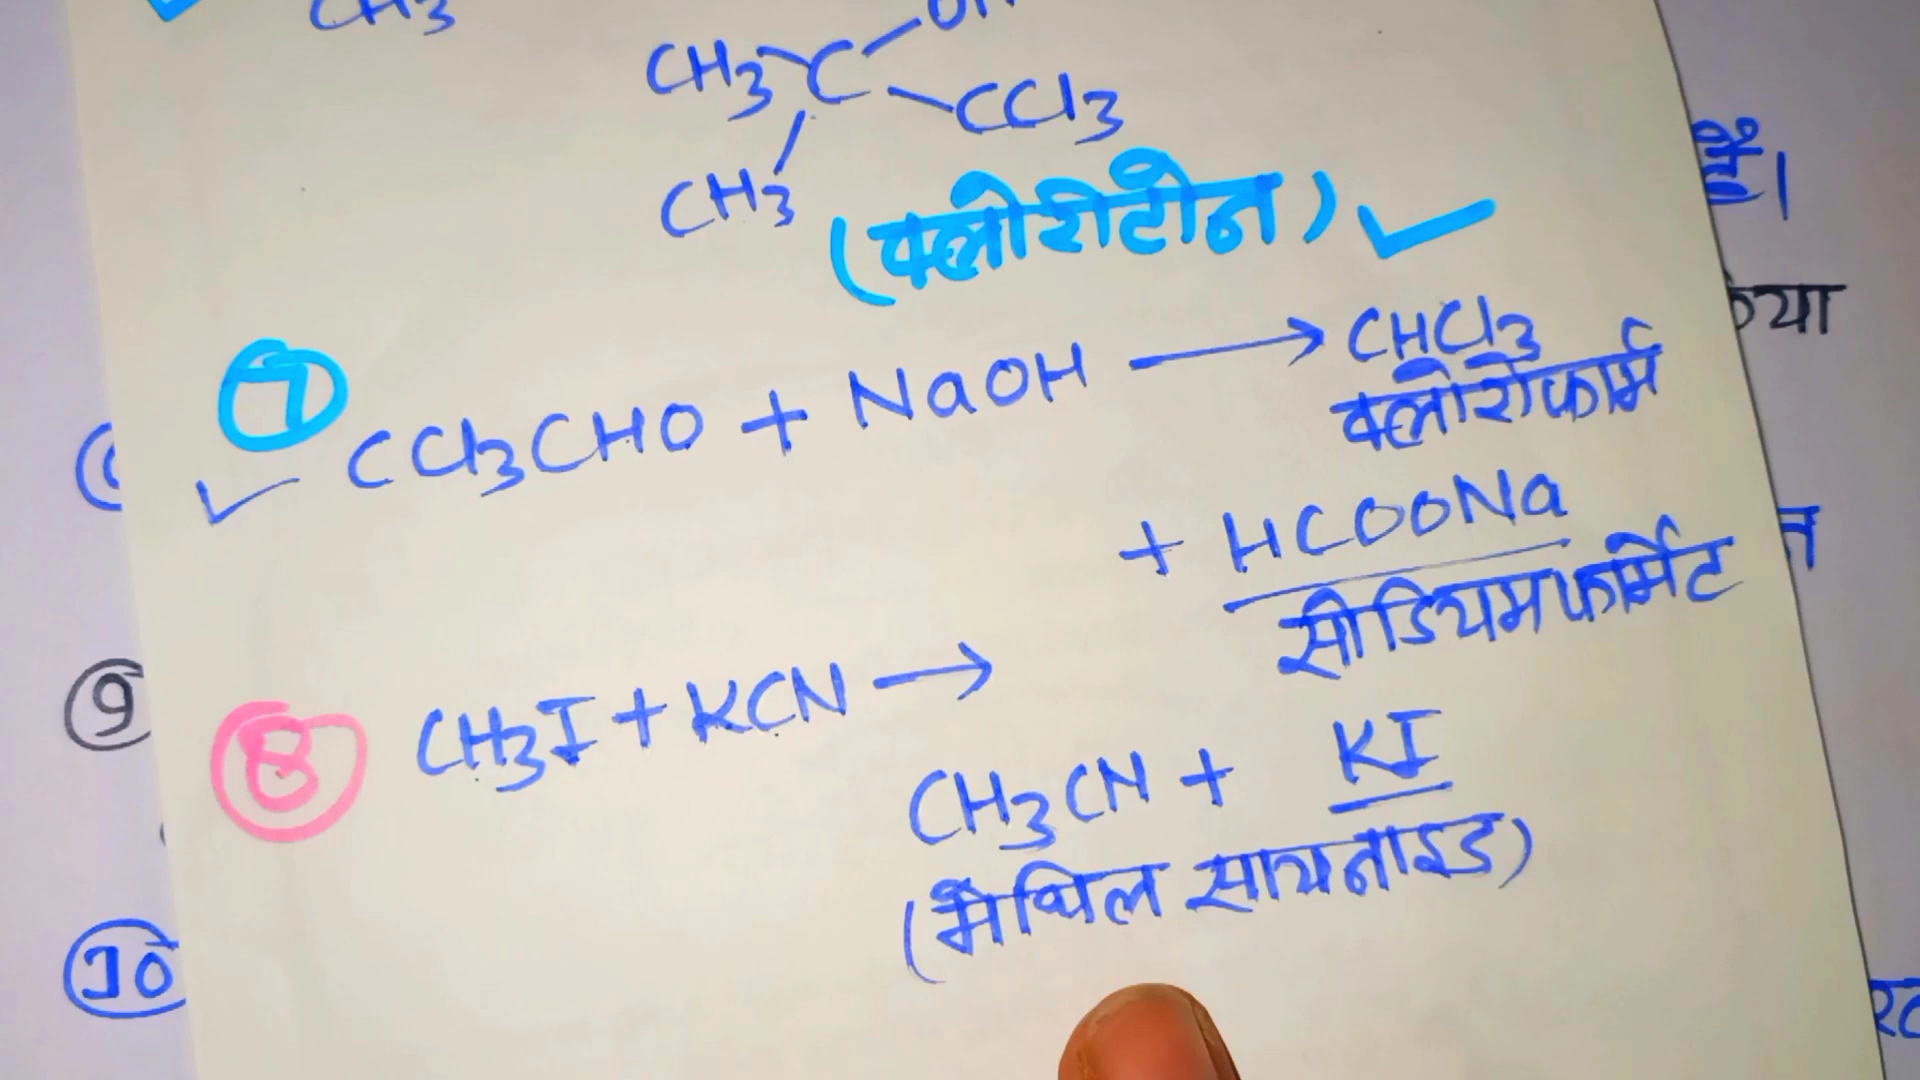 CH3
CH3 C OH
CCl3
CH3
(क्लोरोटोन)
7
CCl3CHO + NaOH → CHCl3
क्लोरोफार्म
+ HCOONa
सोडियमफार्मेट
8 CH3I + KCN →
CH3CN + KI
(मेथिल सायनाइड)
हैं।
9
10